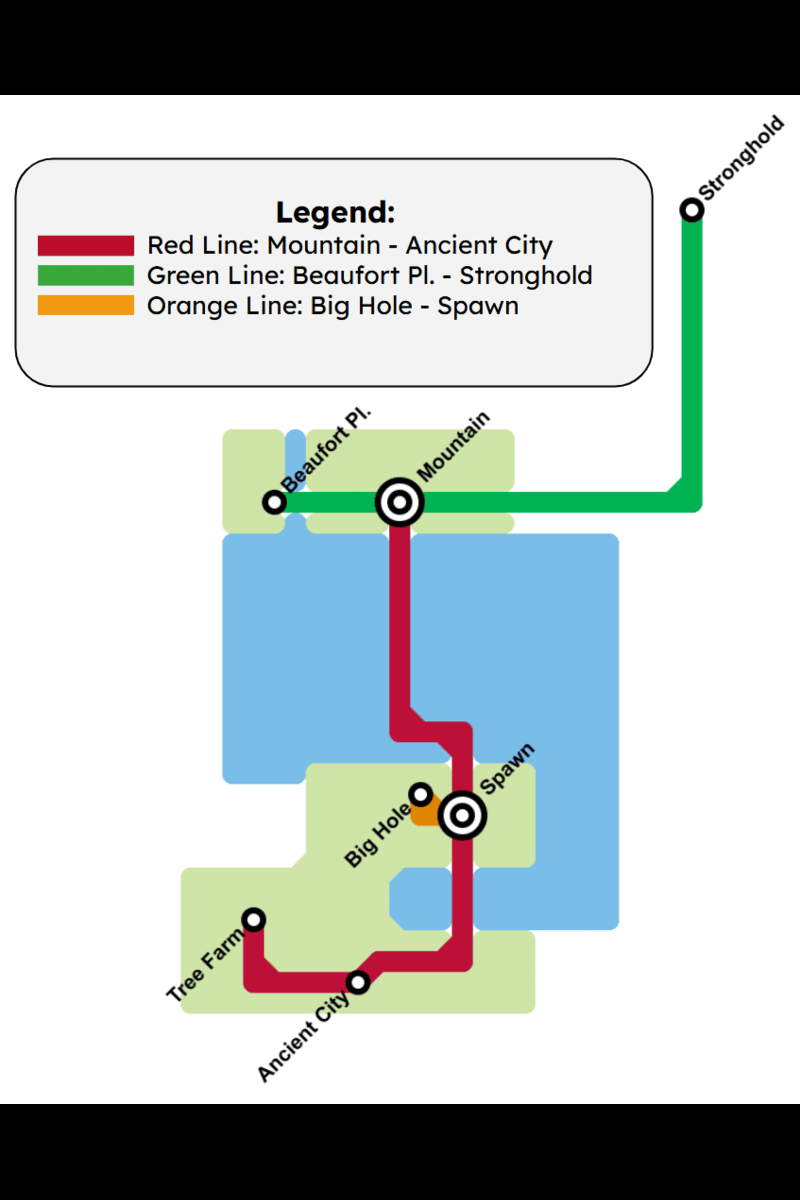 Stronghold
Legend:
Red Line: Mountain - Ancient City
Green Line: Beaufort Pl. - Stronghold
Orange Line: Big Hole - Spawn
Beaufort Pl.
Mountain
Spawn
Big Hole
Tree Farm
Ancient City